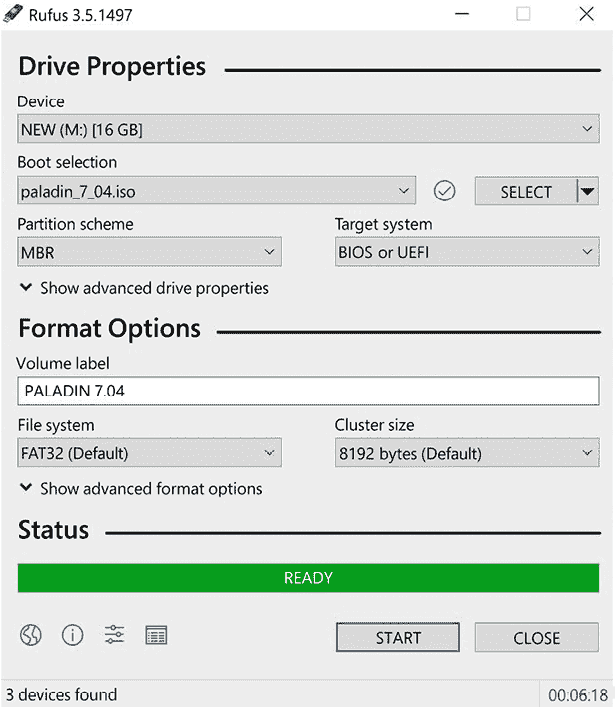 Rufus 3.5.1497
Drive Properties
Device
NEW (M:) [16 GB]
Boot selection
paladin_7_04.iso
SELECT
Partition scheme
Target system
MBR
BIOS or UEFI
Show advanced drive properties
Format Options
Volume label
PALADIN 7.04
File system
Cluster size
FAT32 (Default)
8192 bytes (Default)
Show advanced format options
Status
READY
START
CLOSE
3 devices found
00:06:18